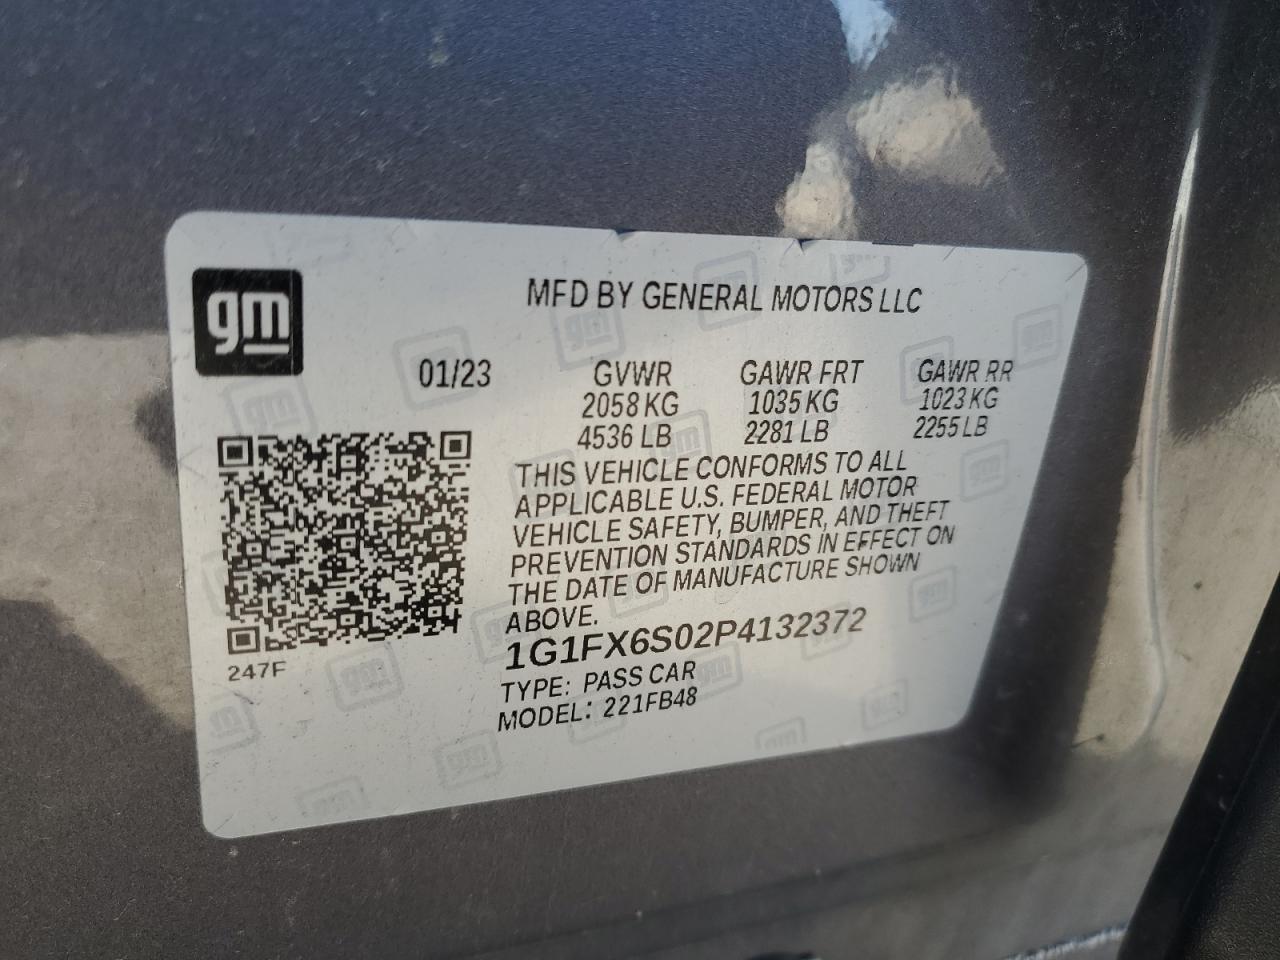 gm
MFD BY GENERAL MOTORS LLC
01/23 GVWR GAWR FRT GAWR RR
2058 KG 1035 KG 1023 KG
4536 LB 2281 LB 2255 LB
THIS VEHICLE CONFORMS TO ALL
APPLICABLE U.S. FEDERAL MOTOR
VEHICLE SAFETY, BUMPER, AND THEFT
PREVENTION STANDARDS IN EFFECT ON
THE DATE OF MANUFACTURE SHOWN
ABOVE.
1G1FX6S02P4132372
TYPE: PASS CAR
MODEL: 221FB48
247F